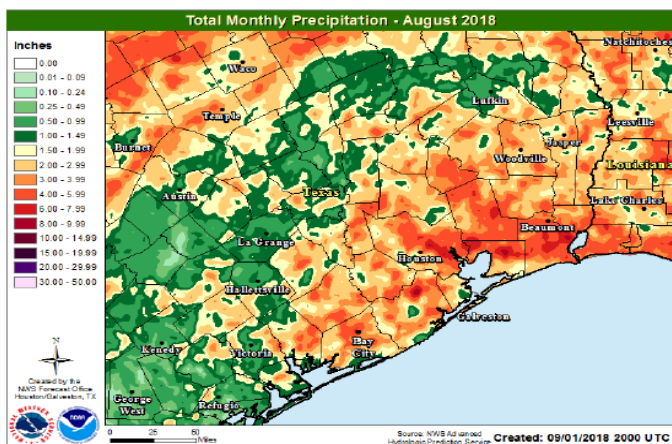 Total Monthly Precipitation - August 2018
Inches
0.00
0.01 - 0.09
0.10 - 0.24
0.25 - 0.49
0.50 - 0.99
1.00 - 1.49
1.50 - 1.99
2.00 - 2.99
3.00 - 3.99
4.00 - 5.99
6.00 - 7.99
8.00 - 9.99
10.00 - 14.99
15.00 - 19.99
20.00 - 29.99
30.00 - 50.00
Natchitoches
Waco
Lufkin
Temple
Leesville
Burnet
Jasper
Woodville
Louisiana
Austin
Texas
Lake Charles
Beaumont
La Grange
Houston
Hallettsville
Galveston
Kenedy
Victoria
Bay
City
George
West
Refugio
N
Created by the
NWS Forecast Office
Houston/Galveston, TX
0
50
Miles
Source: NWS Advanced
Hydrologic Prediction Service
Created: 09/01/2018 2000 UTC